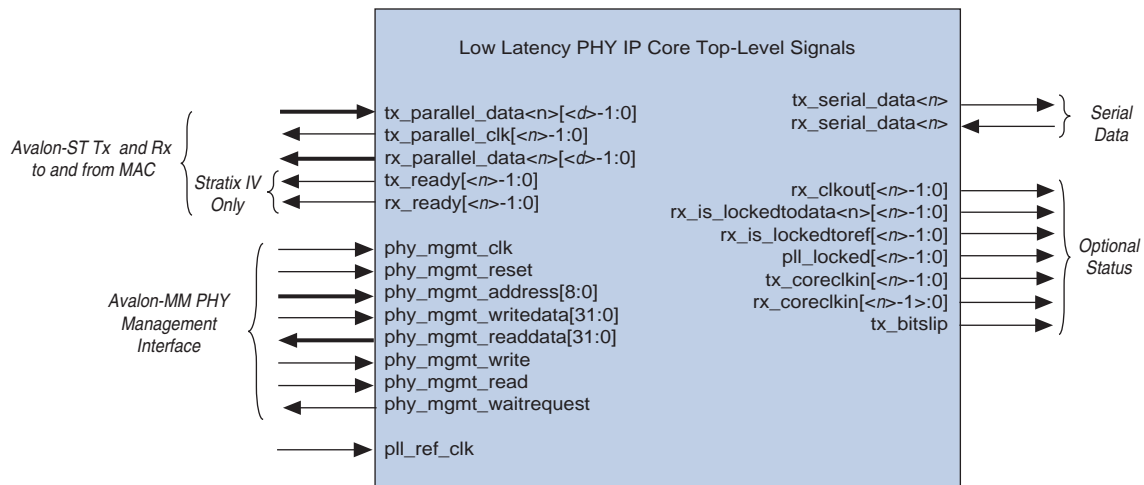 Low Latency PHY IP Core Top-Level Signals
Avalon-ST Tx and Rx
to and from MAC
Stratix IV
Only
tx_parallel_data<n>[<d>-1:0]
tx_parallel_clk[<n>-1:0]
rx_parallel_data<n>[<d>-1:0]
tx_ready[<n>-1:0]
rx_ready[<n>-1:0]
Avalon-MM PHY
Management
Interface
phy_mgmt_clk
phy_mgmt_reset
phy_mgmt_address[8:0]
phy_mgmt_writedata[31:0]
phy_mgmt_readdata[31:0]
phy_mgmt_write
phy_mgmt_read
phy_mgmt_waitrequest
pll_ref_clk
tx_serial_data<n>
rx_serial_data<n>
Serial
Data
rx_clkout[<n>-1:0]
rx_is_lockedtodata<n>[<n>-1:0]
rx_is_lockedtoref[<n>-1:0]
pll_locked[<n>-1:0]
tx_coreclkin[<n>-1:0]
rx_coreclkin[<n>-1>:0]
tx_bitslip
Optional
Status